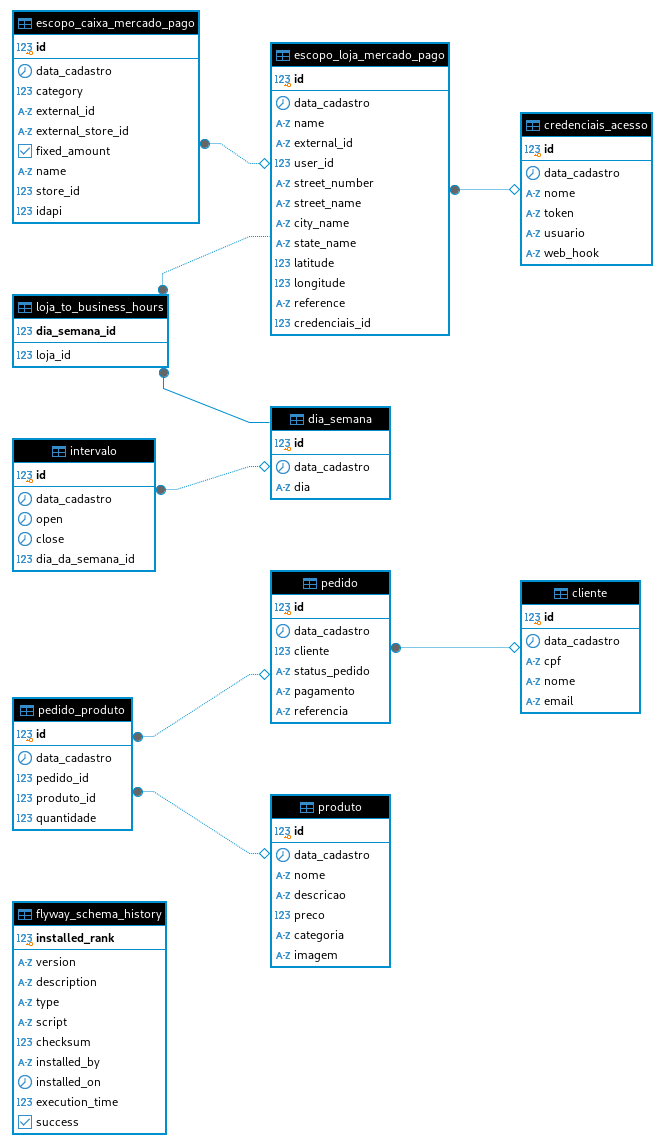 escopo_caixa_mercado_pago
123 id
data_cadastro
123 category
A-Z external_id
A-Z external_store_id
fixed_amount
A-Z name
123 store_id
123 idapi
escopo_loja_mercado_pago
123 id
data_cadastro
A-Z name
A-Z external_id
123 user_id
A-Z street_number
A-Z street_name
A-Z city_name
A-Z state_name
123 latitude
123 longitude
A-Z reference
123 credenciais_id
credenciais_acesso
123 id
data_cadastro
A-Z nome
A-Z token
A-Z usuario
A-Z web_hook
loja_to_business_hours
123 dia_semana_id
123 loja_id
dia_semana
123 id
data_cadastro
A-Z dia
intervalo
123 id
data_cadastro
open
close
123 dia_da_semana_id
pedido
123 id
data_cadastro
123 cliente
A-Z status_pedido
A-Z pagamento
A-Z referencia
cliente
123 id
data_cadastro
A-Z cpf
A-Z nome
A-Z email
pedido_produto
123 id
data_cadastro
123 pedido_id
123 produto_id
123 quantidade
produto
123 id
data_cadastro
A-Z nome
A-Z descricao
123 preco
A-Z categoria
A-Z imagem
flyway_schema_history
123 installed_rank
A-Z version
A-Z description
A-Z type
A-Z script
123 checksum
A-Z installed_by
installed_on
123 execution_time
success